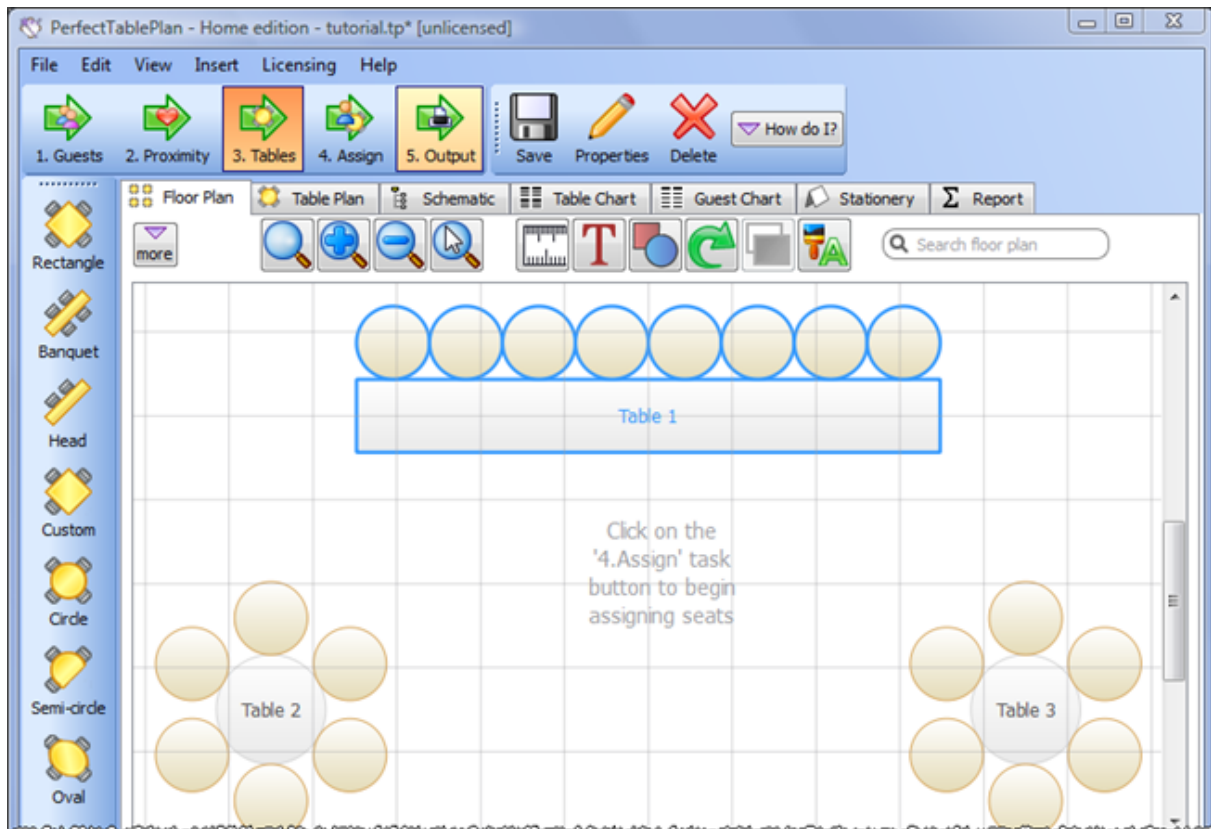 PerfectTablePlan - Home edition - tutorial.tp* [unlicensed]
File Edit View Insert Licensing Help
1. Guests 2. Proximity 3. Tables 4. Assign 5. Output Save Properties Delete How do I?
Floor Plan Table Plan Schematic Table Chart Guest Chart Stationery Σ Report
more T A Search floor plan
Rectangle
Banquet
Head
Custom
Circle
Semi-circle
Oval
Table 1
Click on the
'4.Assign' task
button to begin
assigning seats
Table 2 Table 3